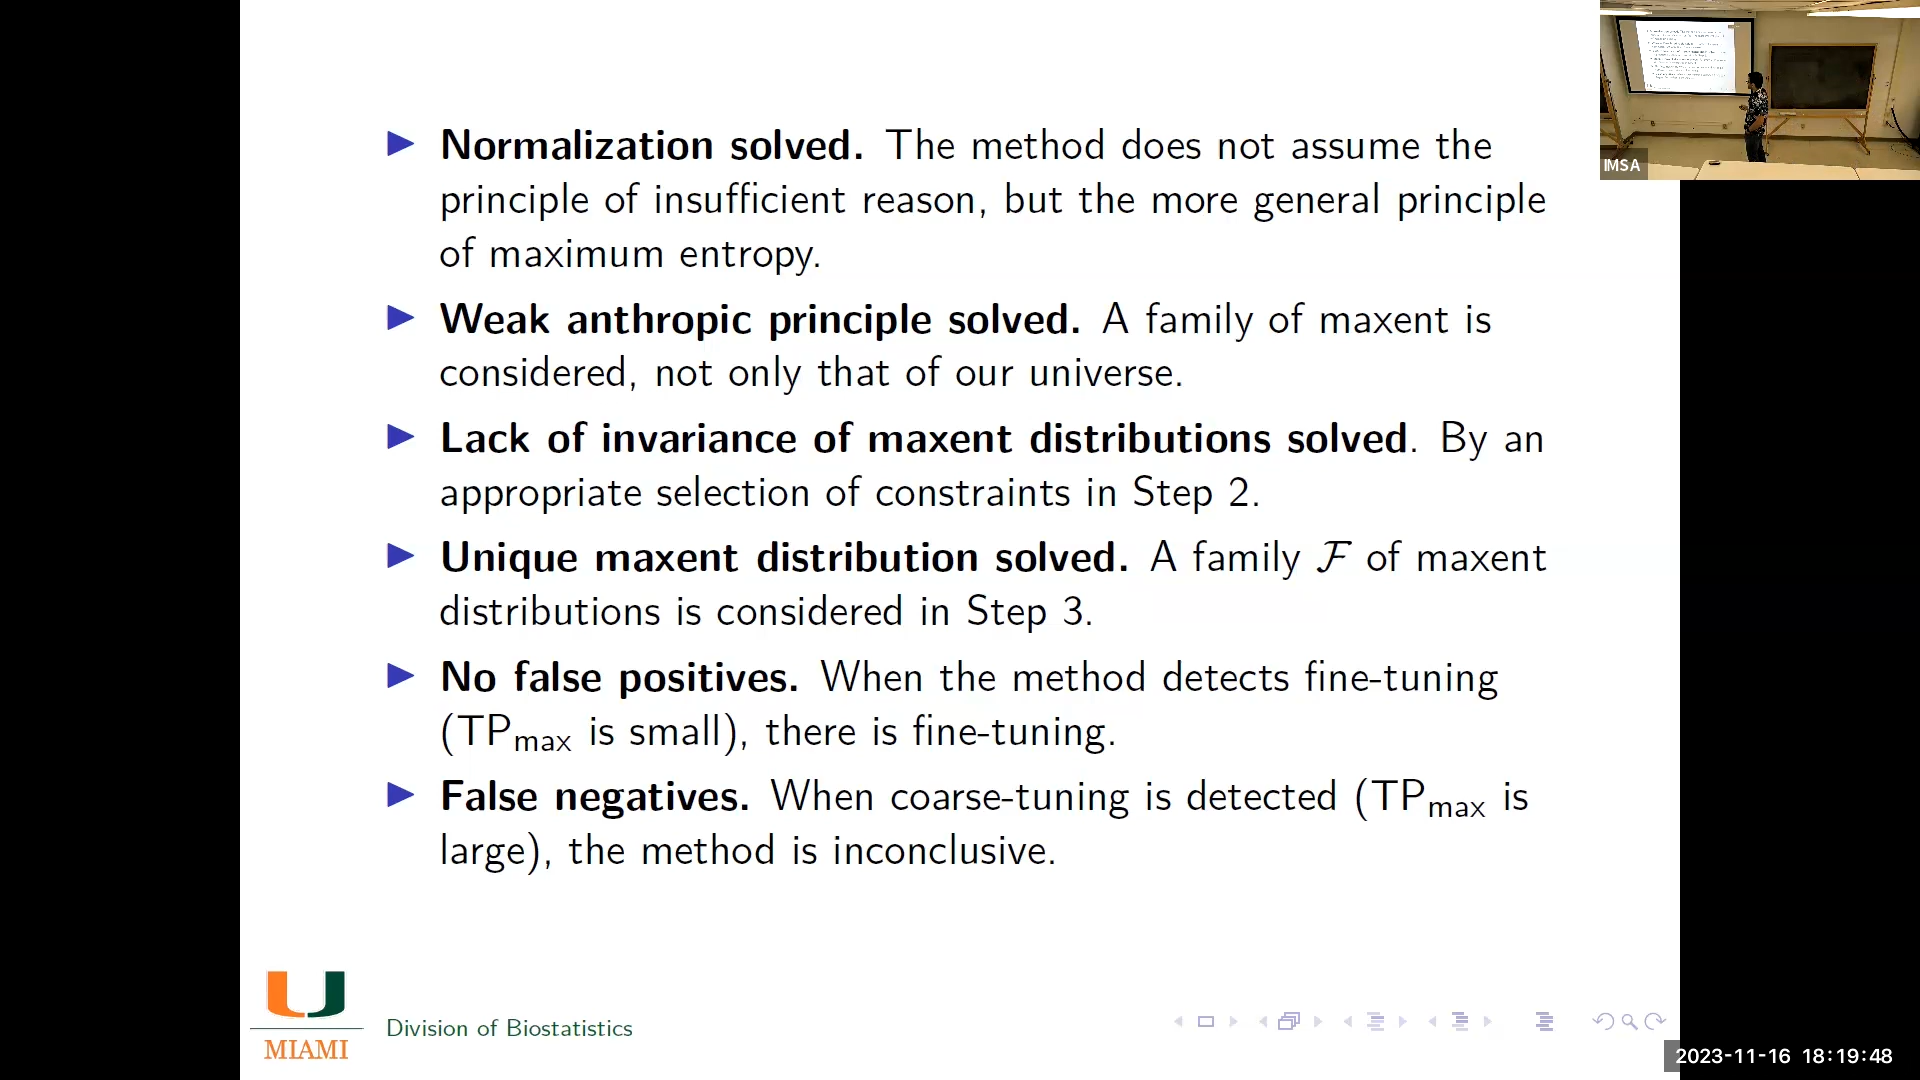 Normalization solved. The method does not assume the
principle of insufficient reason, but the more general principle
of maximum entropy.
Weak anthropic principle solved. A family of maxent is
considered, not only that of our universe.
Lack of invariance of maxent distributions solved. By an
appropriate selection of constraints in Step 2.
Unique maxent distribution solved. A family ℱ of maxent
distributions is considered in Step 3.
No false positives. When the method detects fine-tuning
(TPmax is small), there is fine-tuning.
False negatives. When coarse-tuning is detected (TPmax is
large), the method is inconclusive.
MIAMI
Division of Biostatistics
IMSA
2023-11-16 18:19:48